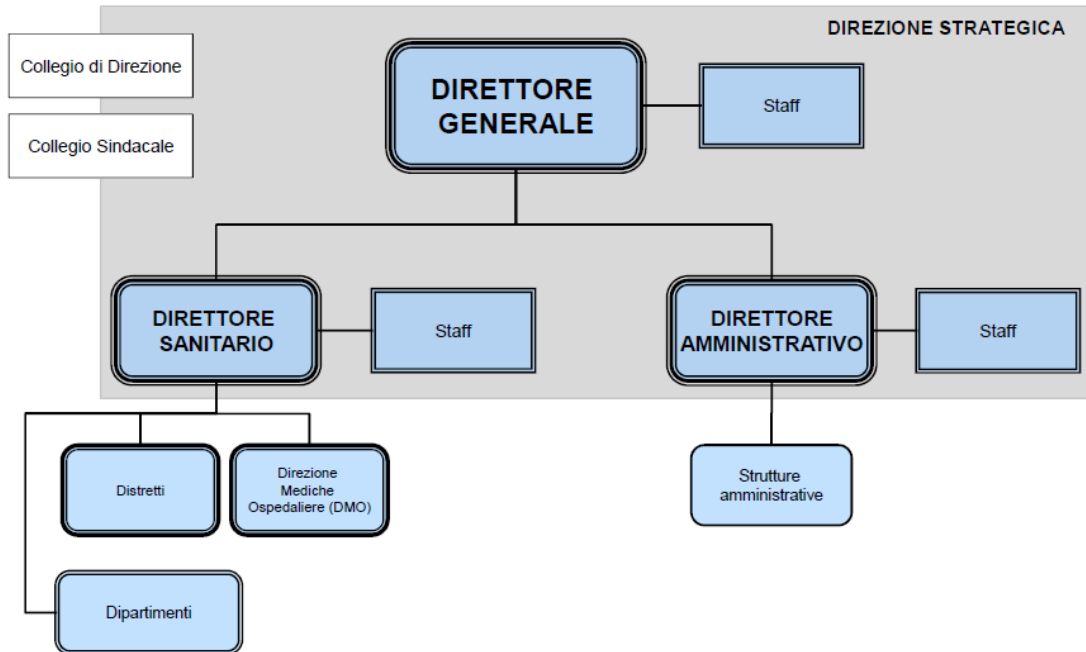 DIREZIONE STRATEGICA
Collegio di Direzione
Collegio Sindacale
DIRETTORE
GENERALE
Staff
DIRETTORE
SANITARIO
Staff
DIRETTORE
AMMINISTRATIVO
Staff
Distretti
Direzione
Mediche
Ospedaliere (DMO)
Strutture
amministrative
Dipartimenti